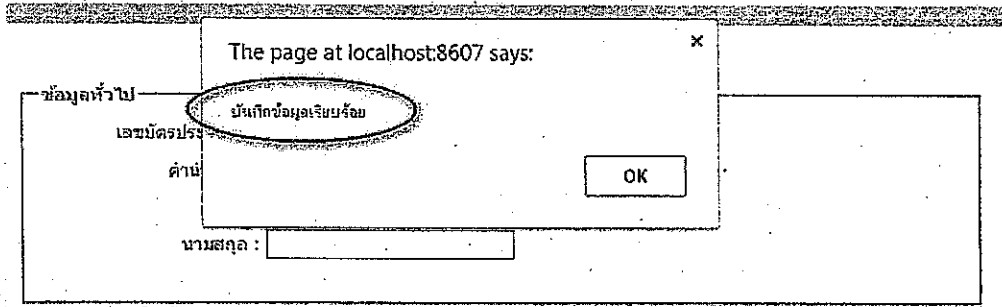 The page at localhost:8607 says:
×
ข้อมูลทั่วไป
บันทึกข้อมูลเรียบร้อย
เลขบัตรประ
คำนำ
OK
นามสกุล :